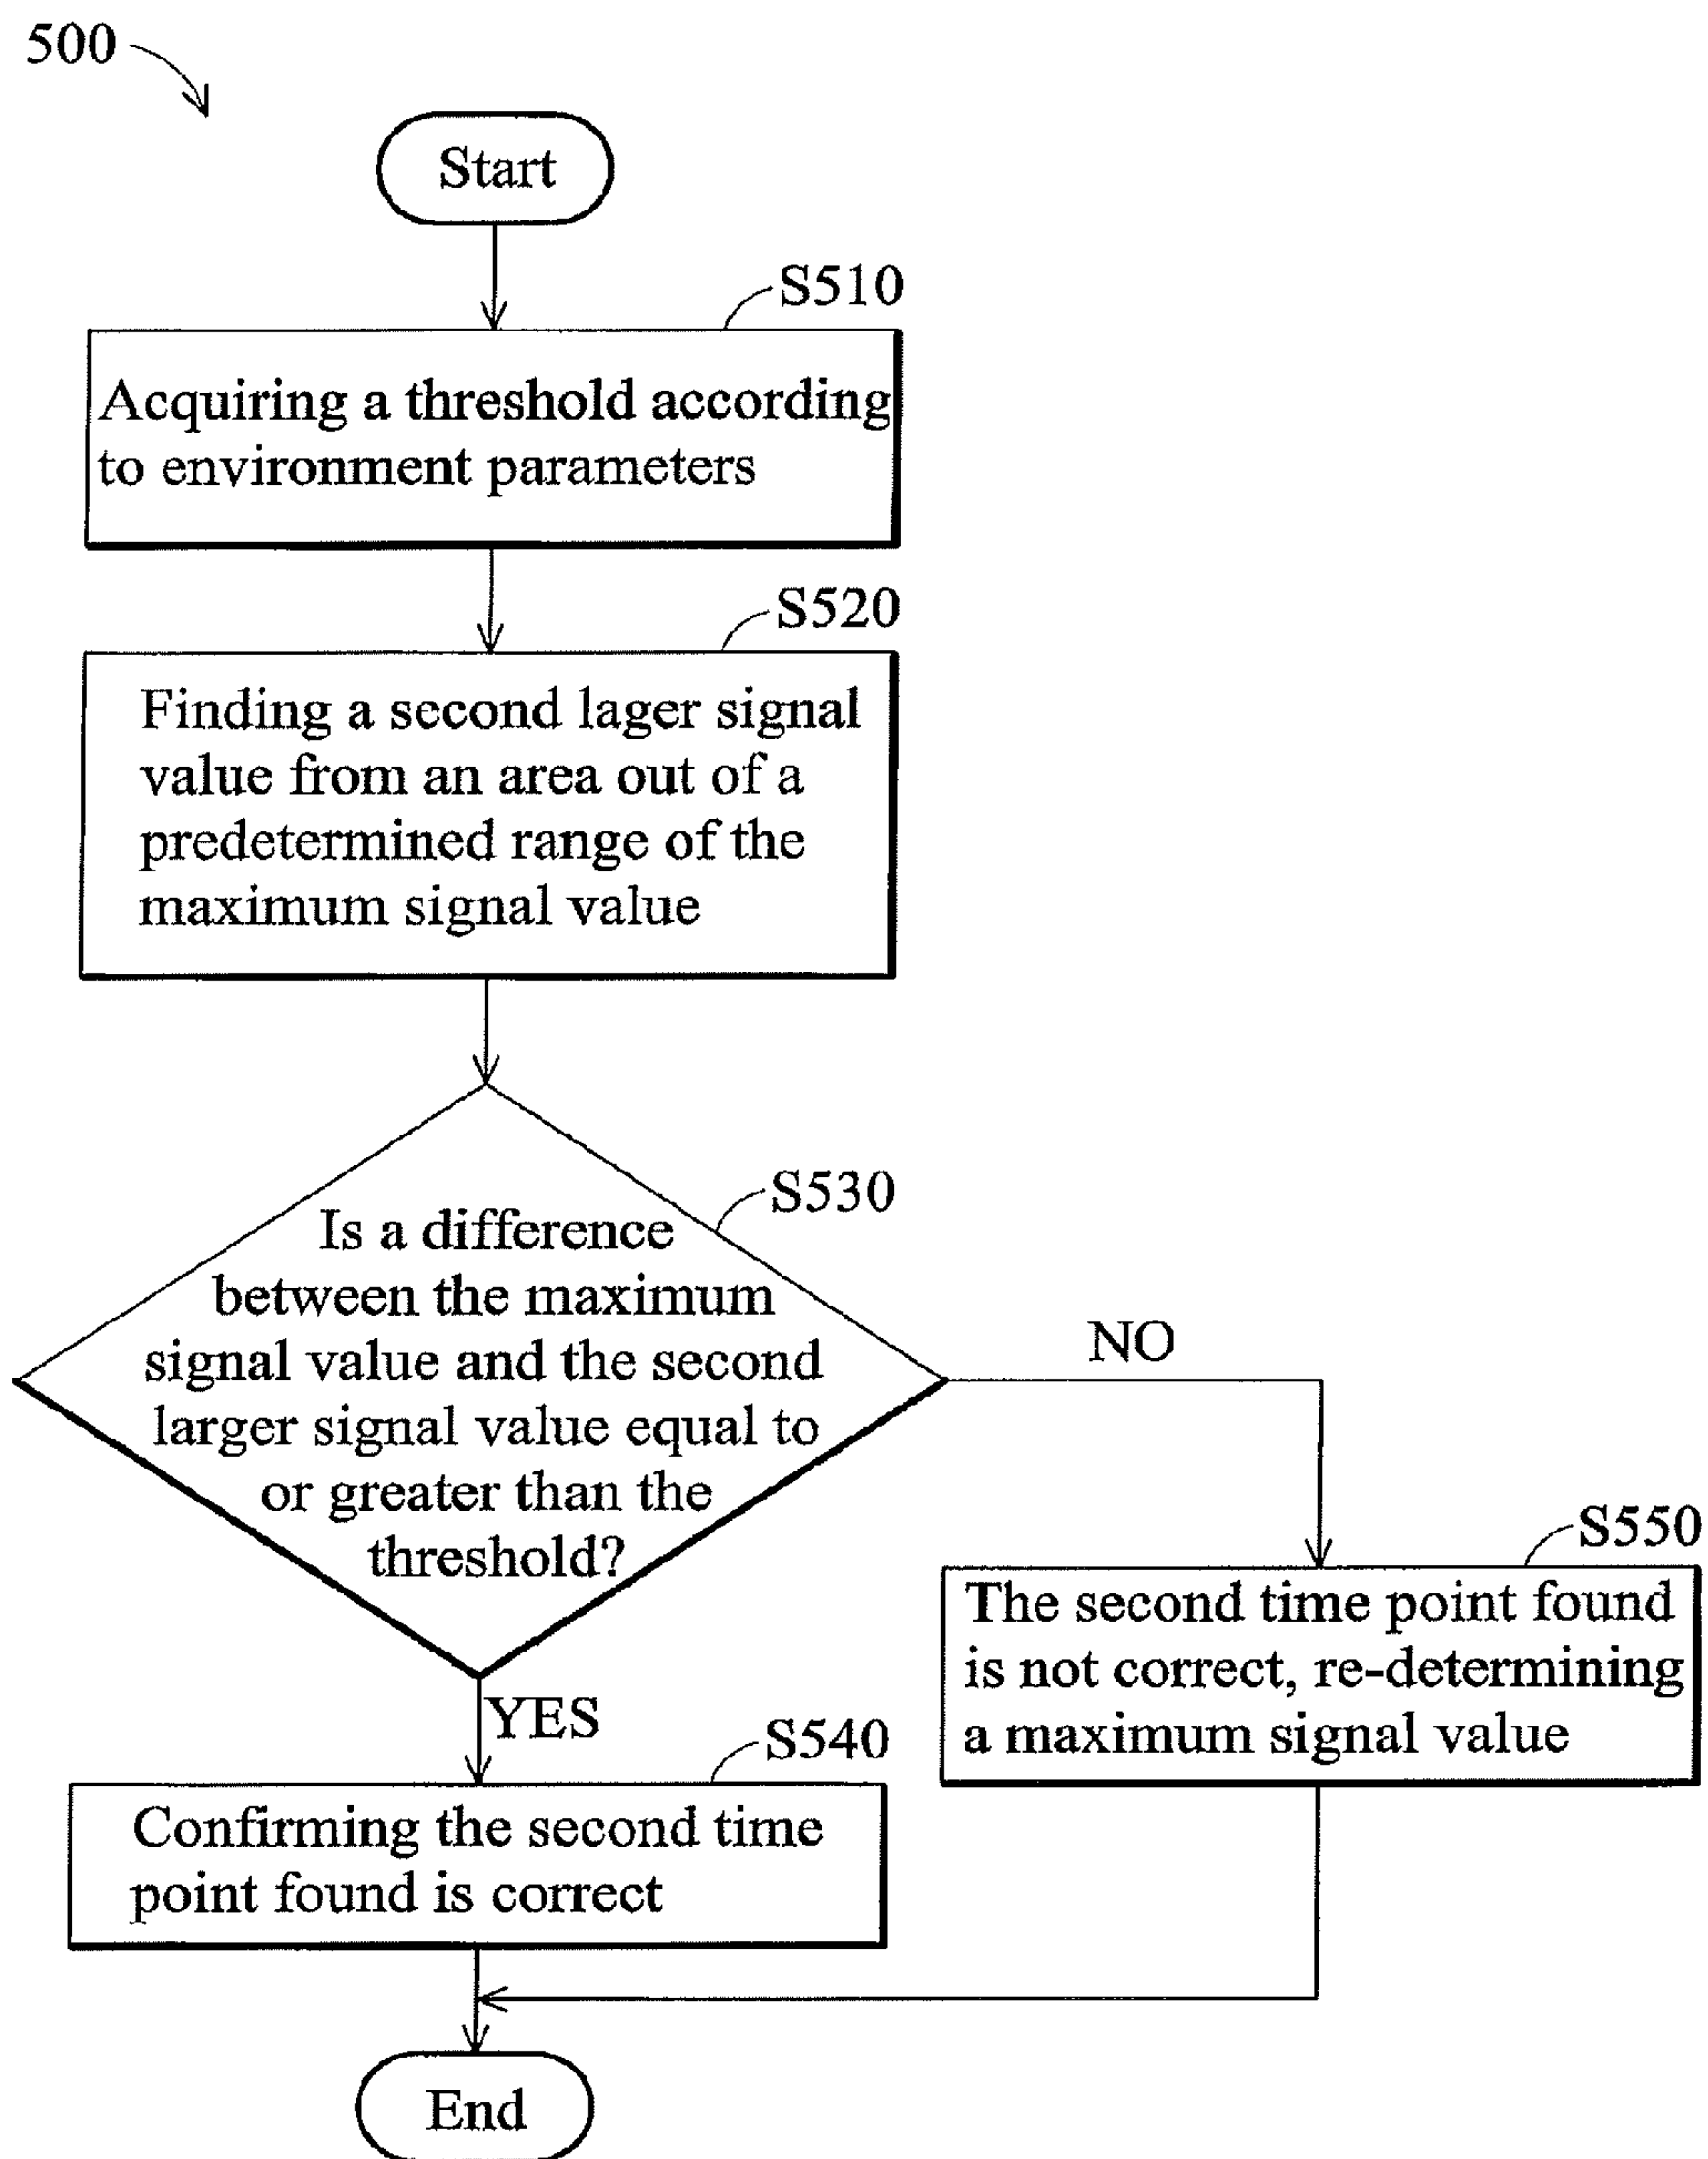 500
Start
S510
Acquiring a threshold according
to environment parameters
S520
Finding a second lager signal
value from an area out of a
predetermined range of the
maximum signal value
S530
Is a difference
between the maximum
signal value and the second
larger signal value equal to
or greater than the
threshold?
NO
S550
The second time point found
is not correct, re-determining
a maximum signal value
YES
S540
Confirming the second time
point found is correct
End